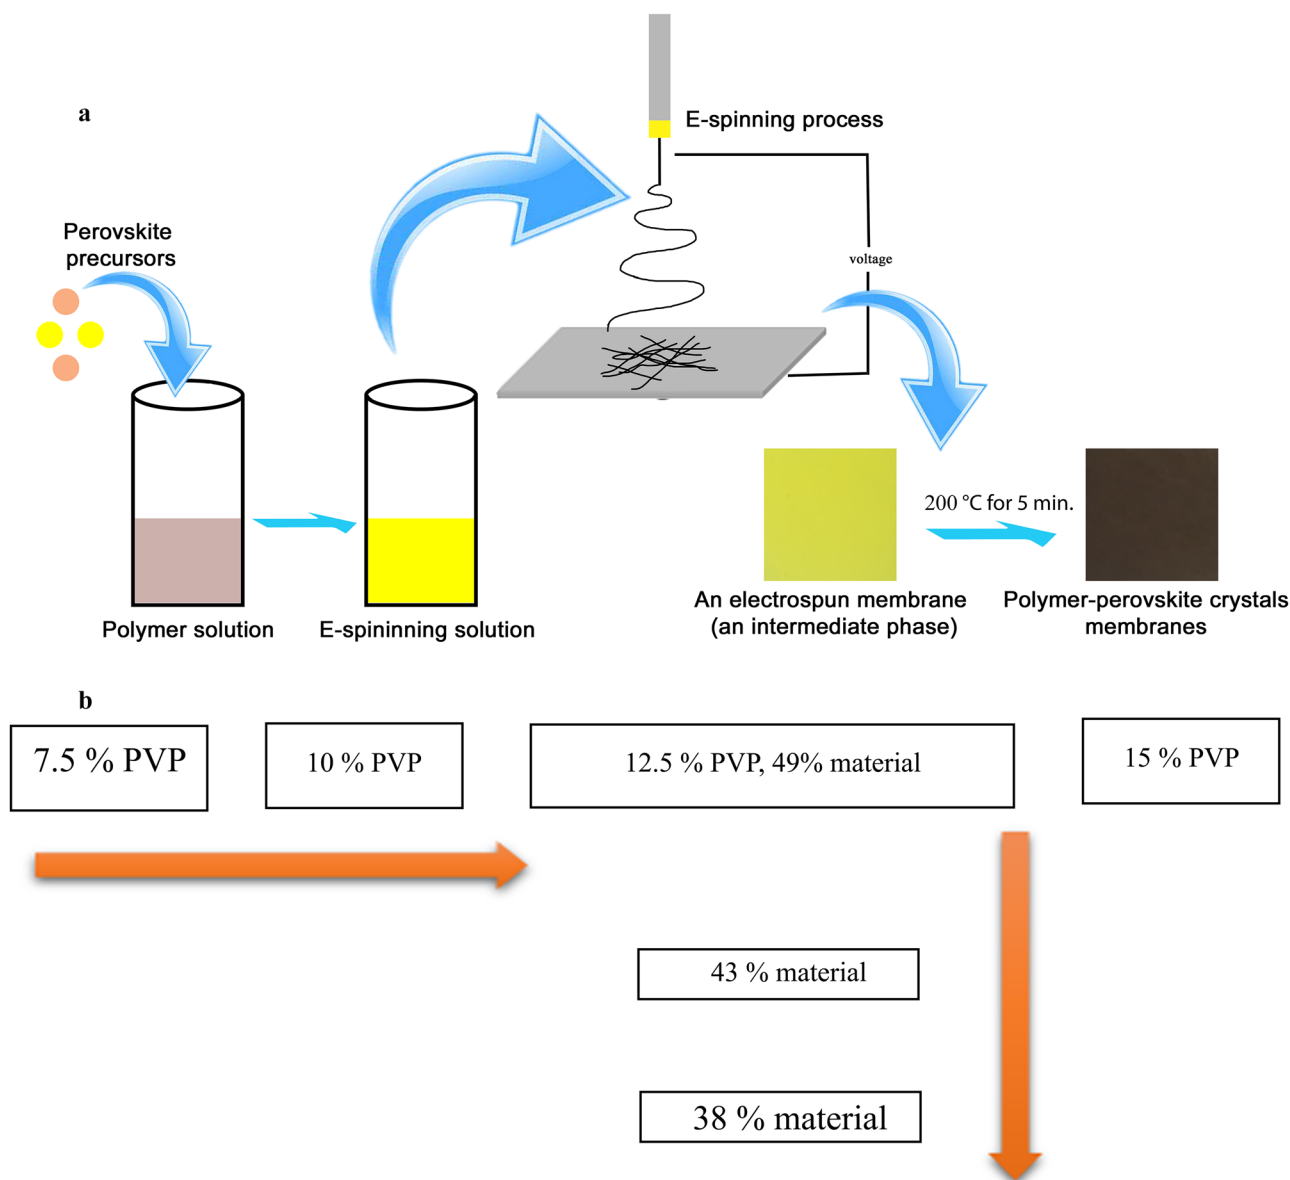 a
E-spinning process
Perovskite
precursors
voltage
200 °C for 5 min.
Polymer solution
E-spininning solution
An electrospun membrane
(an intermediate phase)
Polymer-perovskite crystals
membranes
b
7.5 % PVP
10 % PVP
12.5 % PVP, 49% material
15 % PVP
43 % material
38 % material